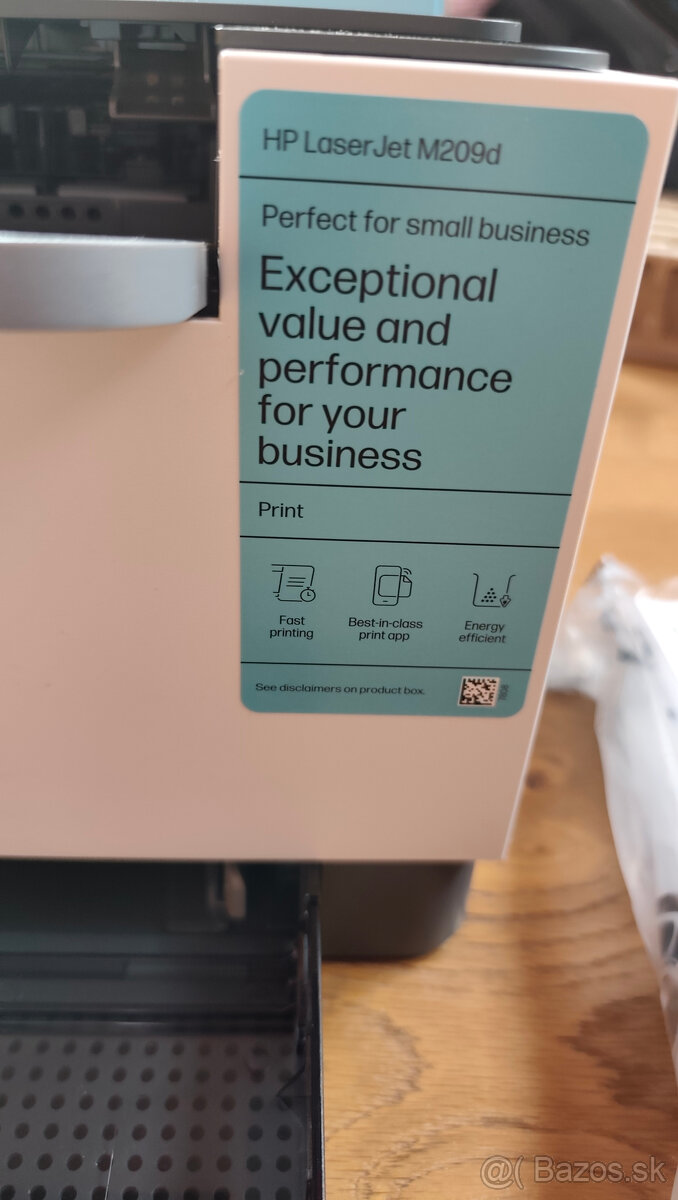 HP LaserJet M209d
Perfect for small business
Exceptional
value and
performance
for your
business
Print
Fast
printing
Best-in-class
print app
Energy
efficient
See disclaimers on product box.
@( Bazos.sk